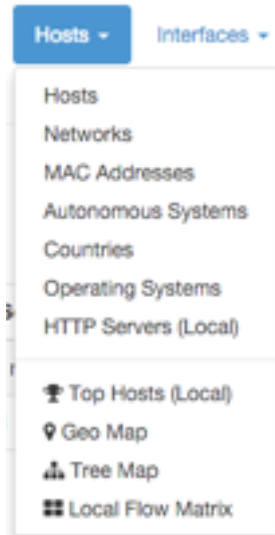 Hosts Interfaces
Hosts
Networks
MAC Addresses
Autonomous Systems
Countries
Operating Systems
HTTP Servers (Local)
Top Hosts (Local)
Geo Map
Tree Map
Local Flow Matrix